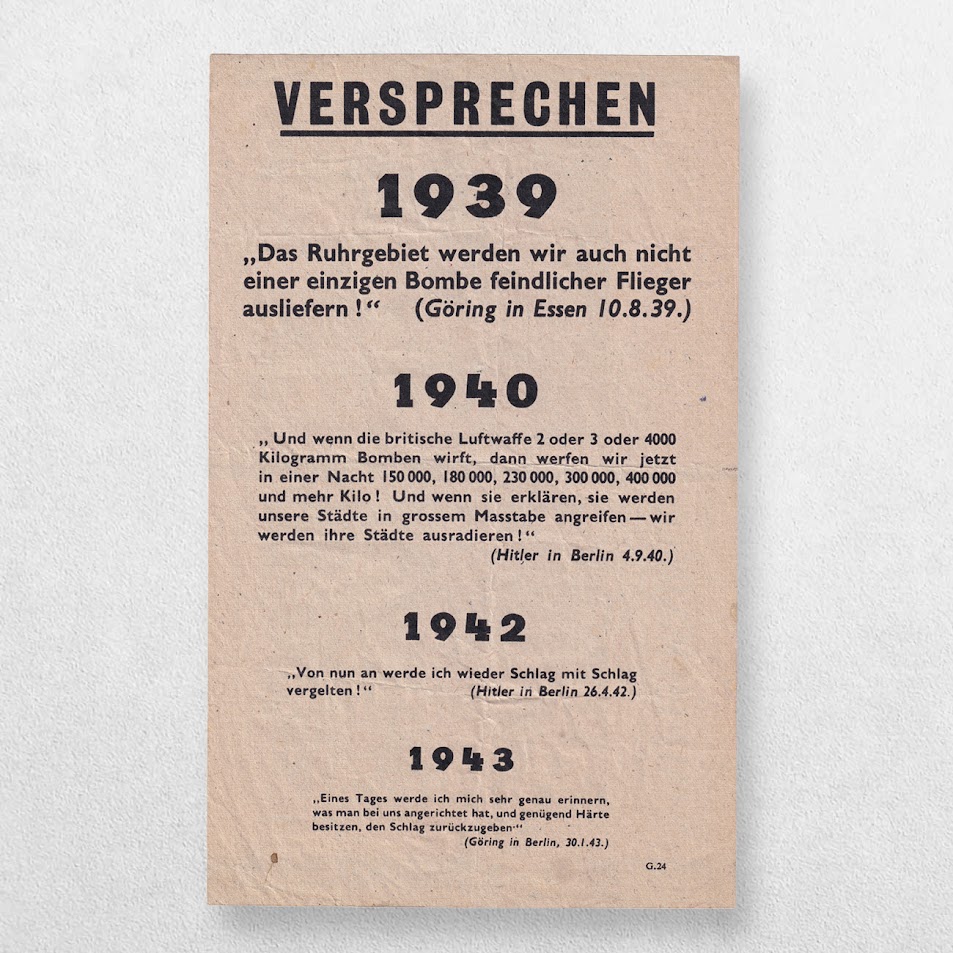 VERSPRECHEN
1939
„Das Ruhrgebiet werden wir auch nicht
einer einzigen Bombe feindlicher Flieger
ausliefern !“ (Göring in Essen 10.8.39.)
1940
„ Und wenn die britische Luftwaffe 2 oder 3 oder 4000
Kilogramm Bomben wirft, dann werfen wir jetzt
in einer Nacht 150 000, 180 000, 230 000, 300 000, 400 000
und mehr Kilo ! Und wenn sie erklären, sie werden
unsere Städte in grossem Masstabe angreifen — wir
werden ihre Städte ausradieren !“
(Hitler in Berlin 4.9.40.)
1942
„Von nun an werde ich wieder Schlag mit Schlag
vergelten !“ (Hitler in Berlin 26.4.42.)
1943
„Eines Tages werde ich mich sehr genau erinnern,
was man bei uns angerichtet hat, und genügend Härte
besitzen, den Schlag zurückzugeben·“
(Göring in Berlin, 30.1.43.)
G.24